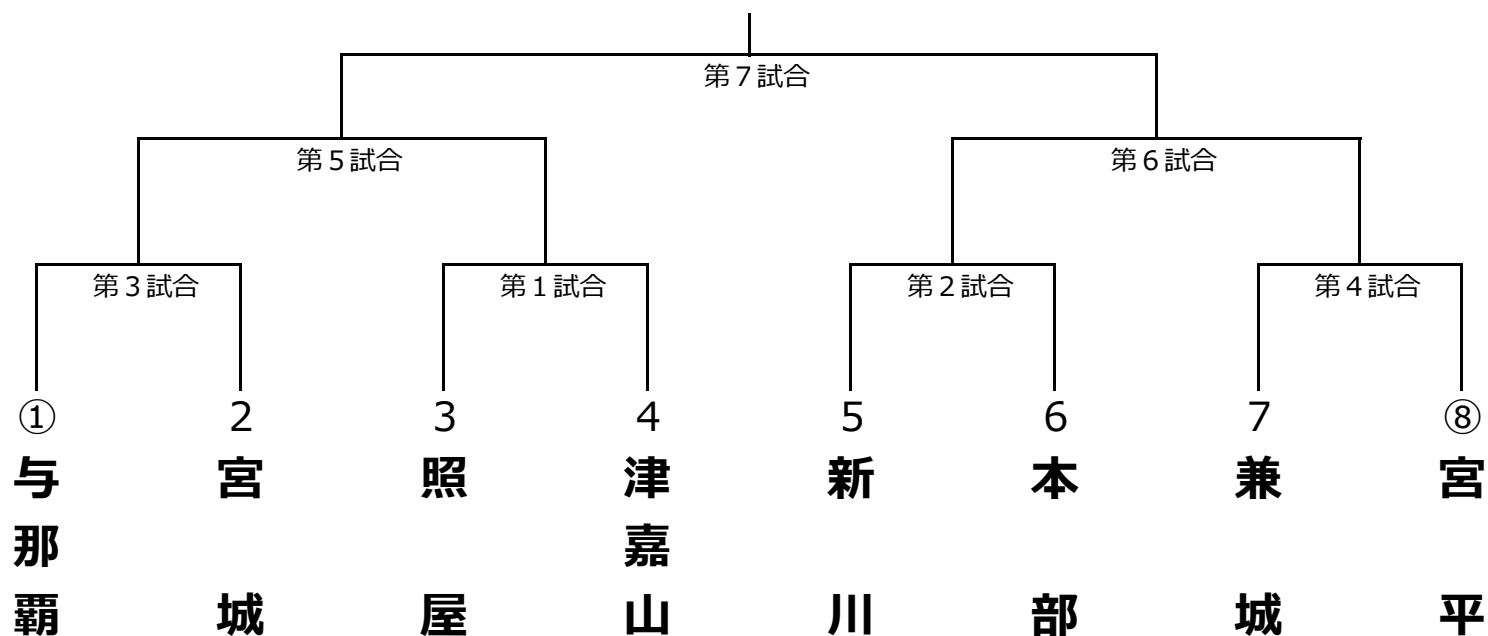 第７試合
第５試合
第６試合
第３試合
第１試合
第２試合
第４試合
①
2
3
4
5
6
7
⑧
与那覇
宮城
照屋
津嘉山
新川
本部
兼城
宮平